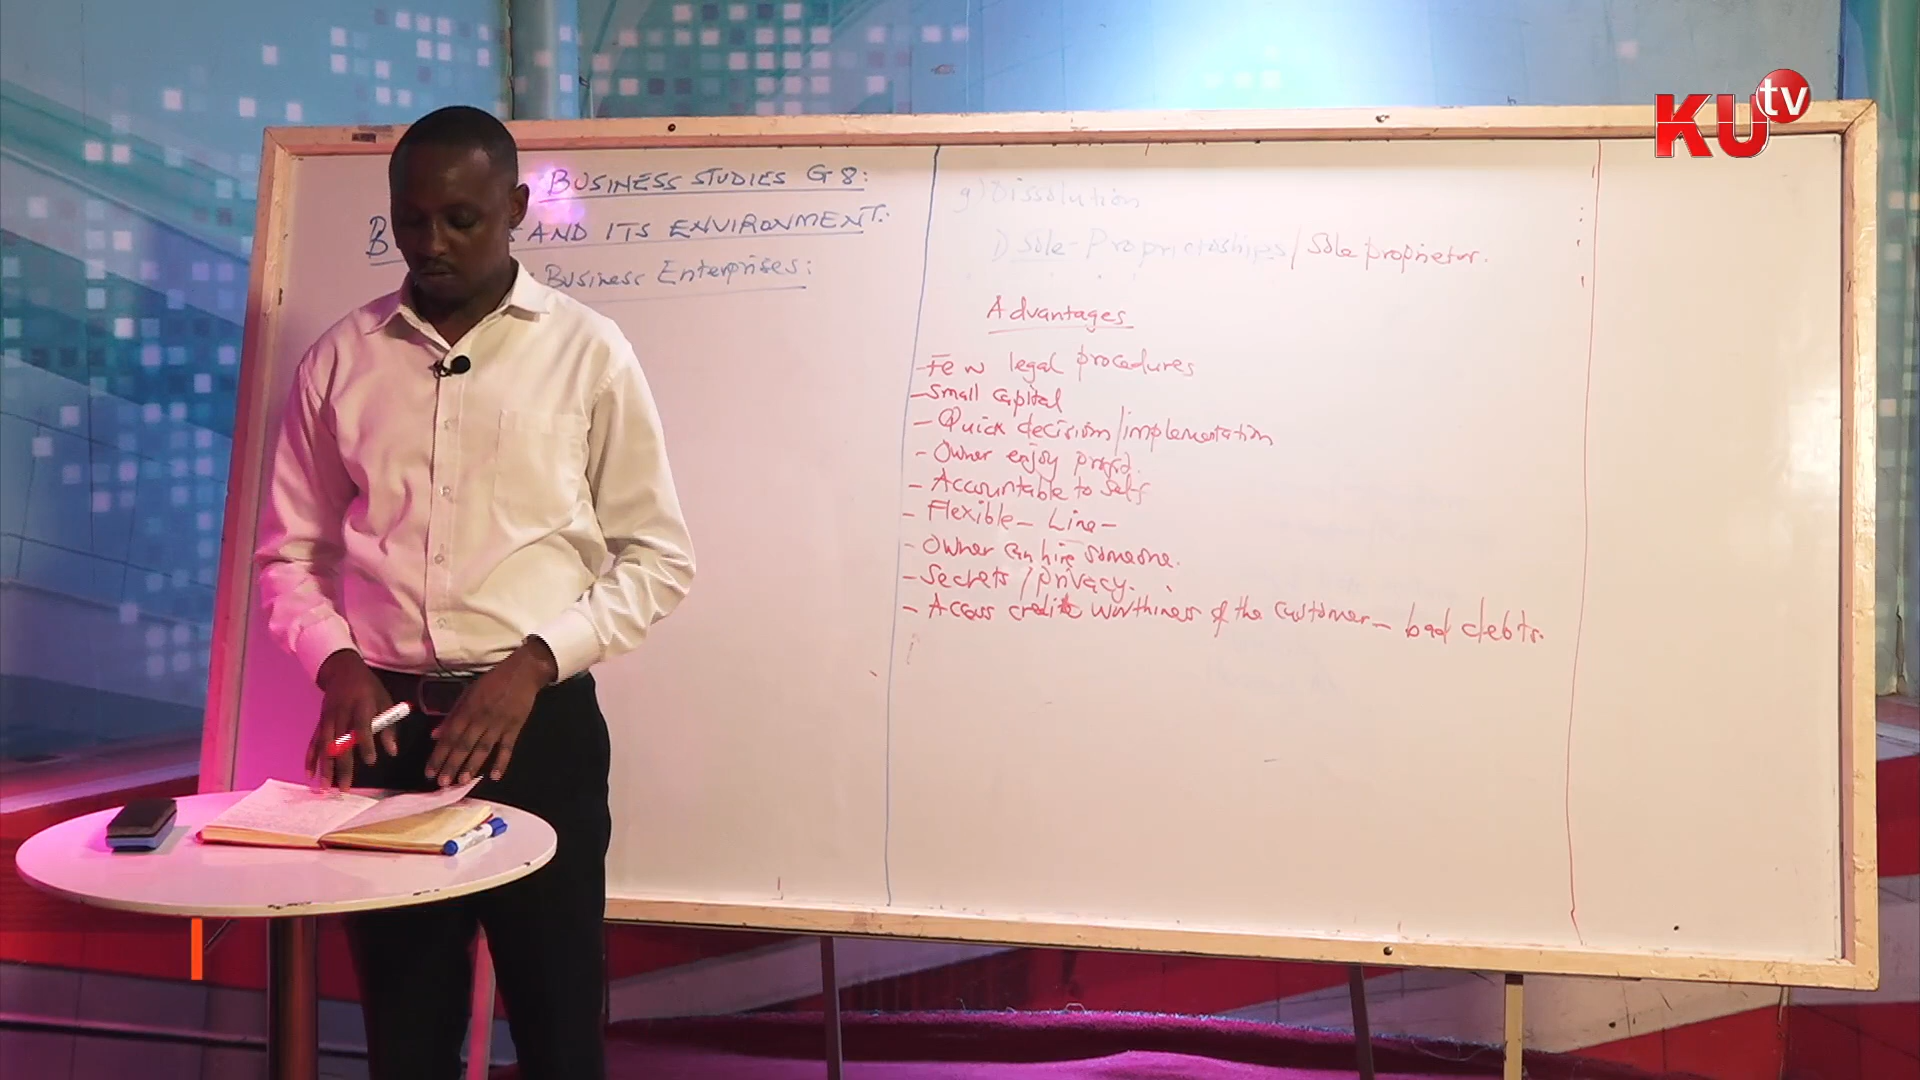 BUSINESS STUDIES G8:
B AND ITS ENVIRONMENT:
Business Enterprises:
g) Dissolution
1) Sole-Proprietorships/Sole proprietor.
Advantages
- Few legal procedures
- Small capital
- Quick decision/implementation
- Owner enjoy profit.
- Accountable to self
- Flexible - Line -
- Owner can hire someone.
- Secrets / privacy.
- Access credit worthiness of the customer - bad debts.
KU tv